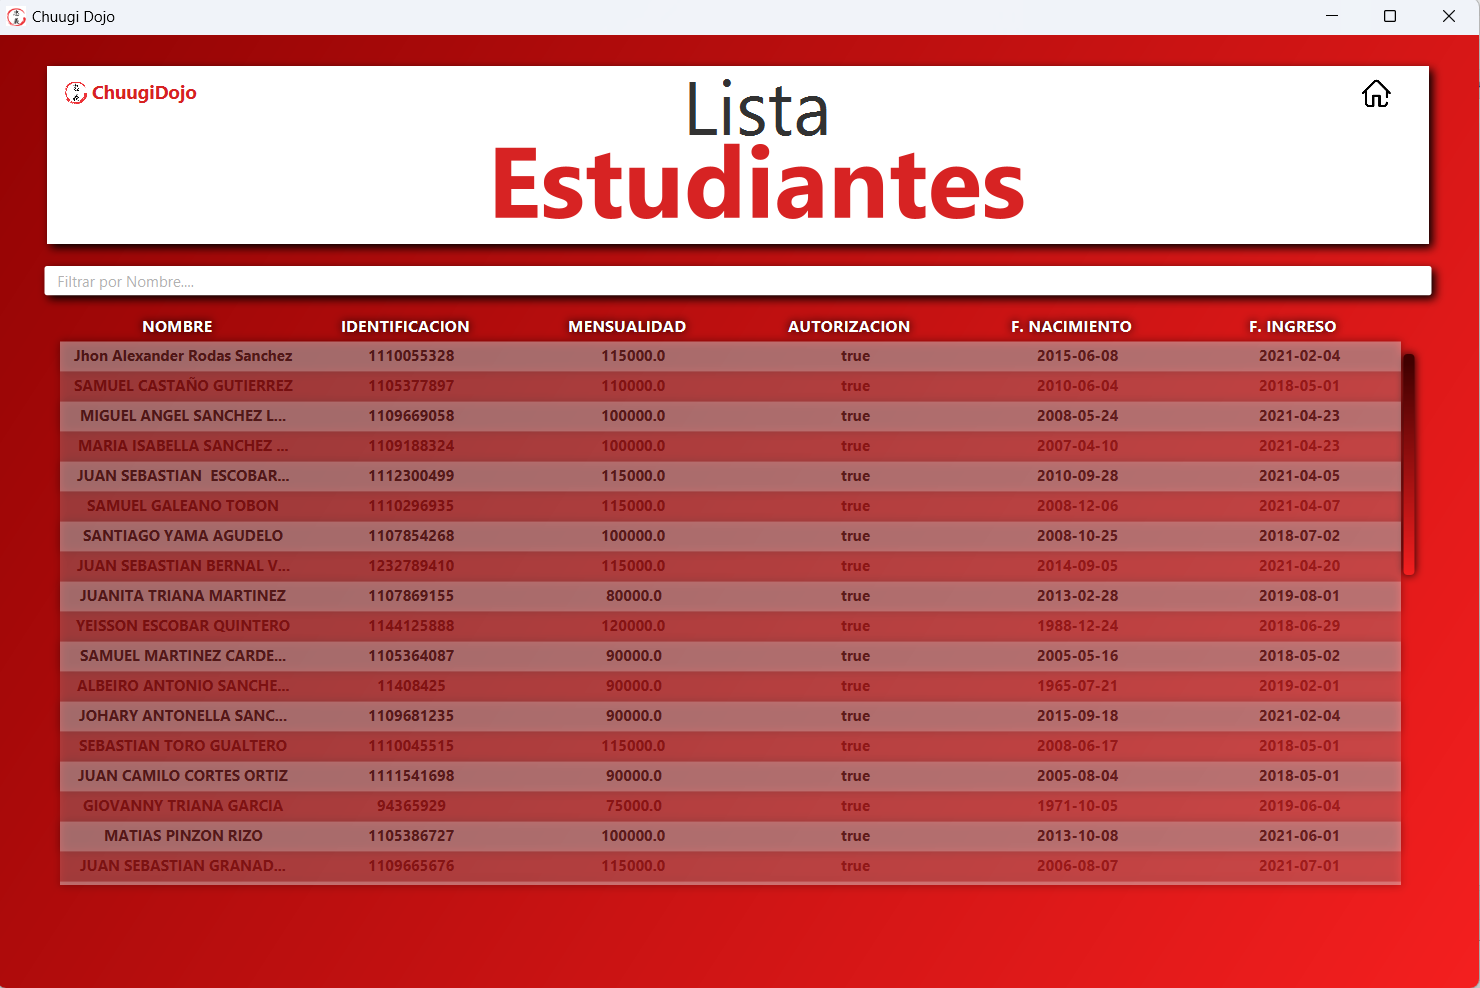 Chuugi Dojo
ChuugiDojo
Lista
Estudiantes
Filtrar por Nombre....
NOMBRE IDENTIFICACION MENSUALIDAD AUTORIZACION F. NACIMIENTO F. INGRESO
Jhon Alexander Rodas Sanchez 1110055328 115000.0 true 2015-06-08 2021-02-04
SAMUEL CASTAÑO GUTIERREZ 1105377897 110000.0 true 2010-06-04 2018-05-01
MIGUEL ANGEL SANCHEZ L... 1109669058 100000.0 true 2008-05-24 2021-04-23
MARIA ISABELLA SANCHEZ ... 1109188324 100000.0 true 2007-04-10 2021-04-23
JUAN SEBASTIAN  ESCOBAR... 1112300499 115000.0 true 2010-09-28 2021-04-05
SAMUEL GALEANO TOBON 1110296935 115000.0 true 2008-12-06 2021-04-07
SANTIAGO YAMA AGUDELO 1107854268 100000.0 true 2008-10-25 2018-07-02
JUAN SEBASTIAN BERNAL V... 1232789410 115000.0 true 2014-09-05 2021-04-20
JUANITA TRIANA MARTINEZ 1107869155 80000.0 true 2013-02-28 2019-08-01
YEISSON ESCOBAR QUINTERO 1144125888 120000.0 true 1988-12-24 2018-06-29
SAMUEL MARTINEZ CARDE... 1105364087 90000.0 true 2005-05-16 2018-05-02
ALBEIRO ANTONIO SANCHE... 11408425 90000.0 true 1965-07-21 2019-02-01
JOHARY ANTONELLA SANC... 1109681235 90000.0 true 2015-09-18 2021-02-04
SEBASTIAN TORO GUALTERO 1110045515 115000.0 true 2008-06-17 2018-05-01
JUAN CAMILO CORTES ORTIZ 1111541698 90000.0 true 2005-08-04 2018-05-01
GIOVANNY TRIANA GARCIA 94365929 75000.0 true 1971-10-05 2019-06-04
MATIAS PINZON RIZO 1105386727 100000.0 true 2013-10-08 2021-06-01
JUAN SEBASTIAN GRANAD... 1109665676 115000.0 true 2006-08-07 2021-07-01